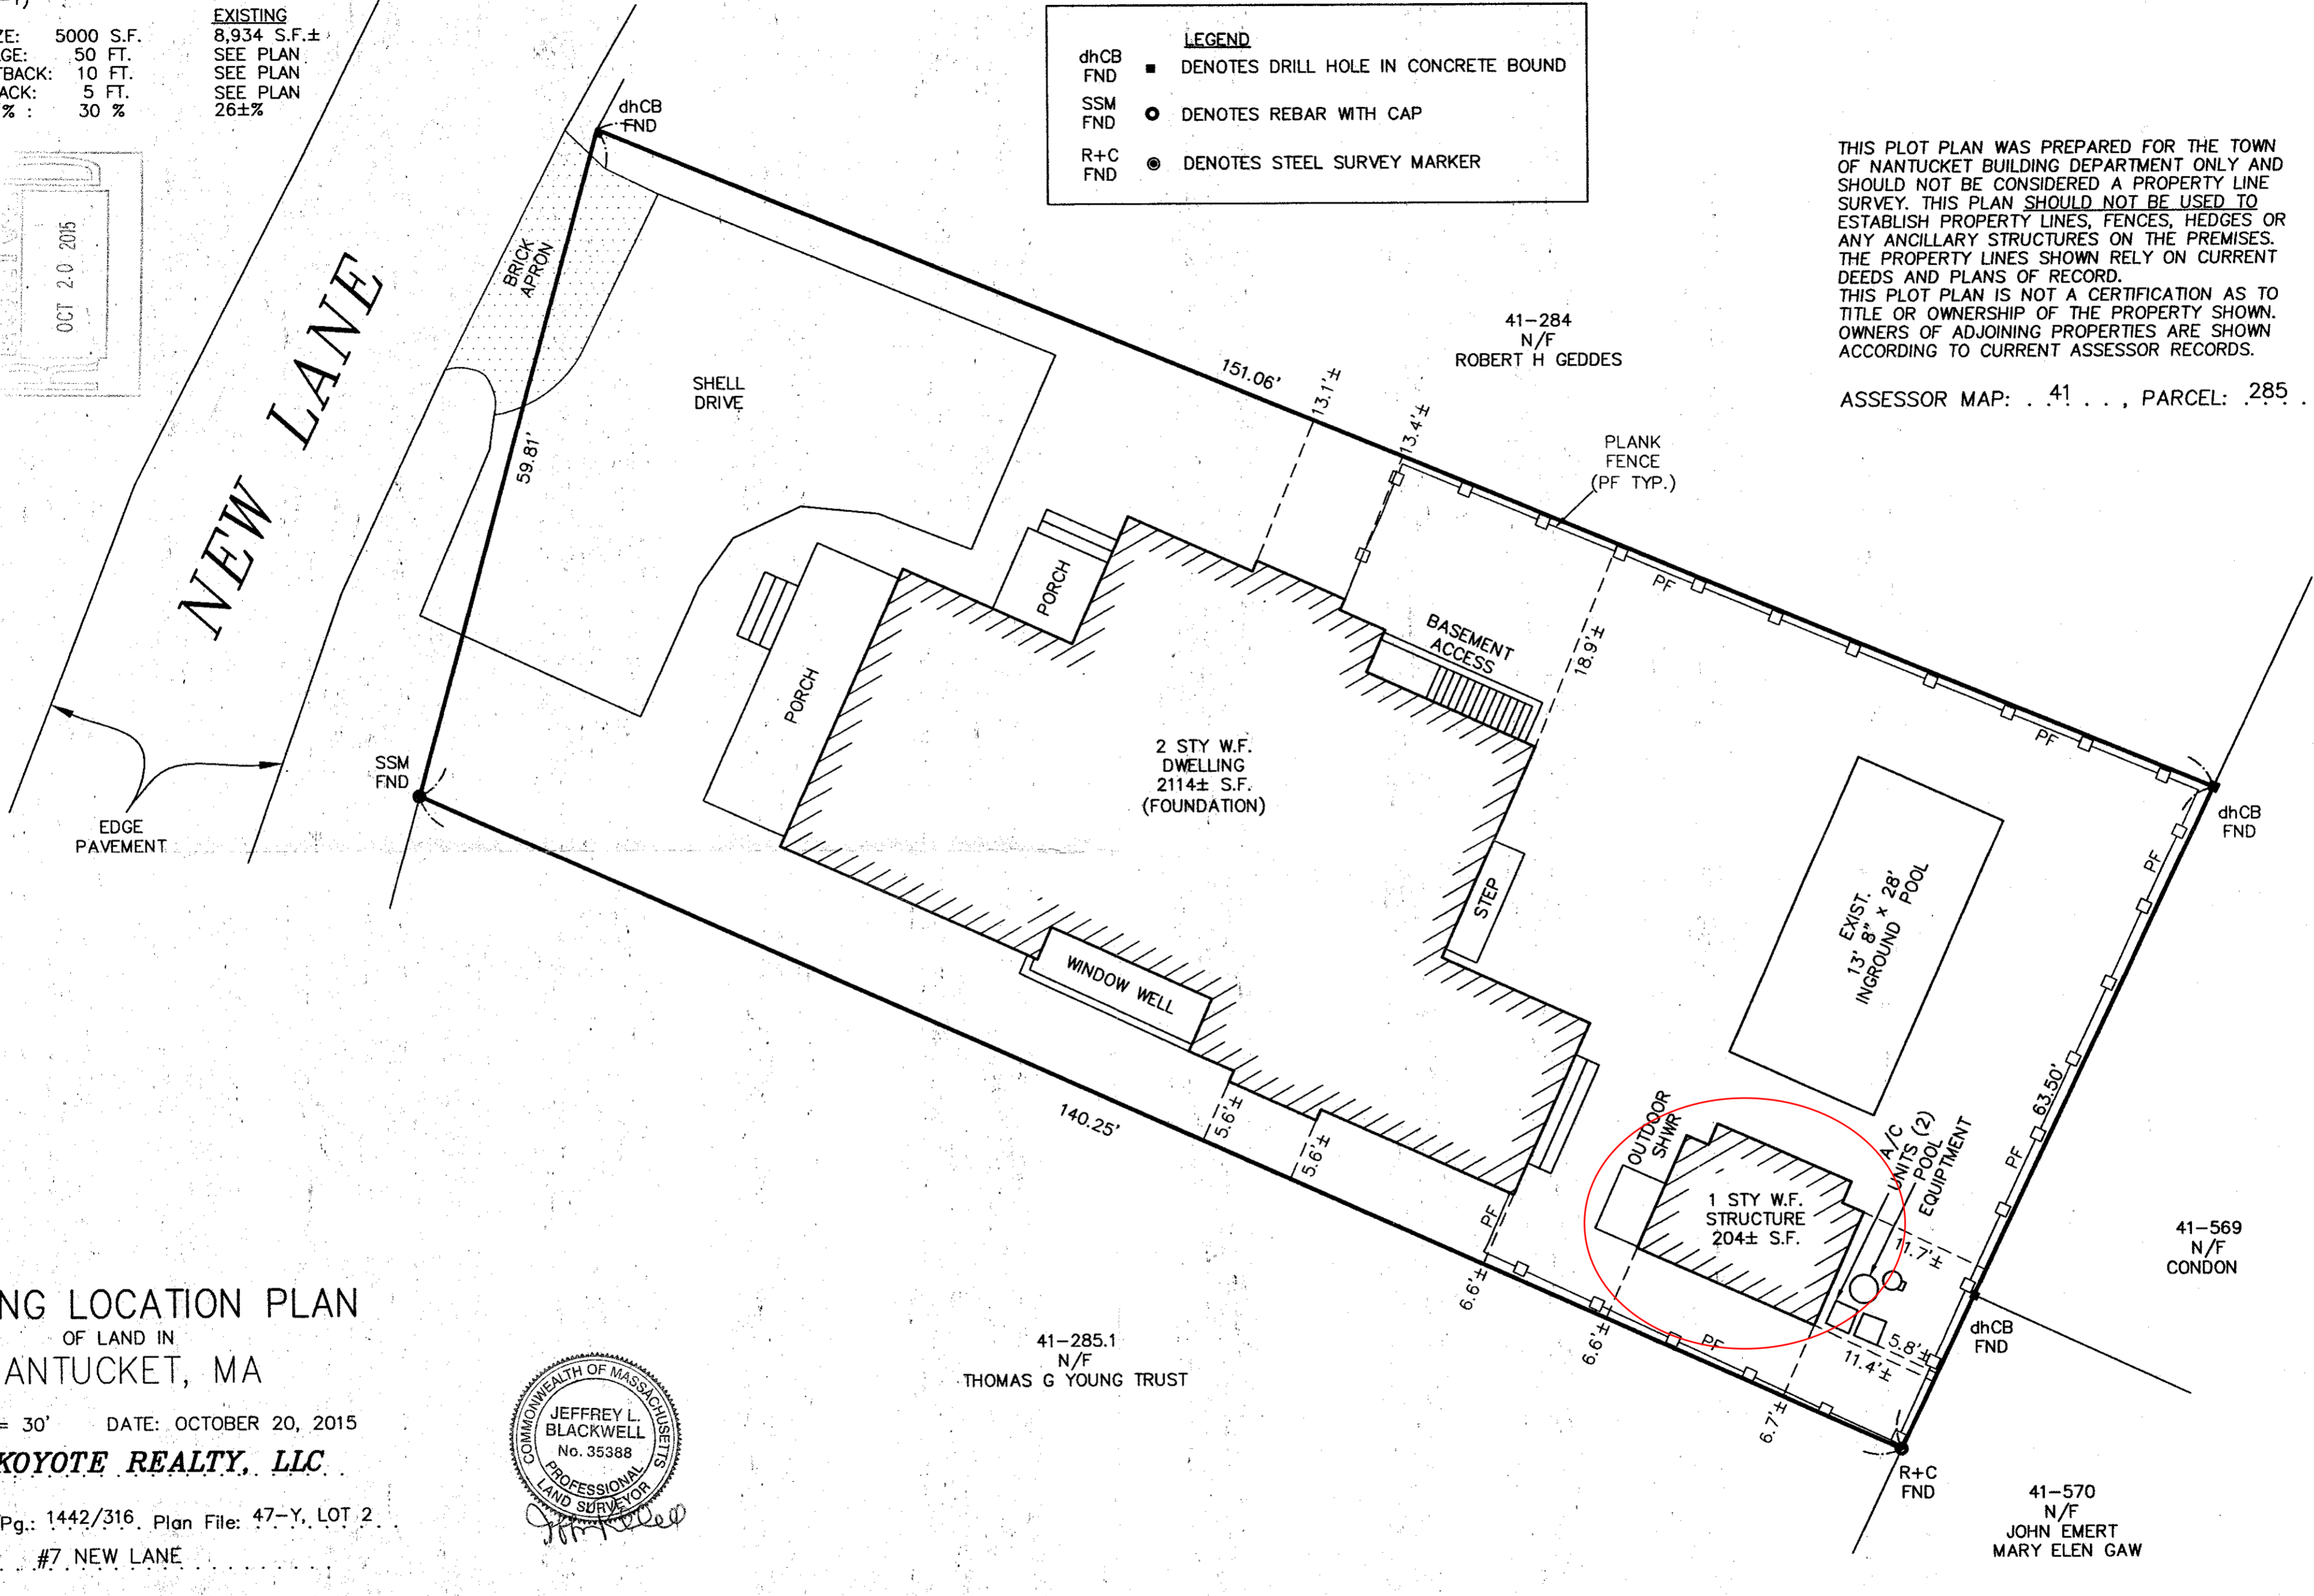 EXISTING
ZE: 5000 S.F. 8,934 S.F.±
GE: 50 FT. SEE PLAN
TBACK: 10 FT. SEE PLAN
ACK: 5 FT. SEE PLAN
% : 30 % 26±%
OCT 20 2015
LEGEND
dhCB
FND
DENOTES DRILL HOLE IN CONCRETE BOUND
SSM
FND
DENOTES REBAR WITH CAP
R+C
FND
DENOTES STEEL SURVEY MARKER
THIS PLOT PLAN WAS PREPARED FOR THE TOWN
OF NANTUCKET BUILDING DEPARTMENT ONLY AND
SHOULD NOT BE CONSIDERED A PROPERTY LINE
SURVEY. THIS PLAN SHOULD NOT BE USED TO
ESTABLISH PROPERTY LINES, FENCES, HEDGES OR
ANY ANCILLARY STRUCTURES ON THE PREMISES.
THE PROPERTY LINES SHOWN RELY ON CURRENT
DEEDS AND PLANS OF RECORD.
THIS PLOT PLAN IS NOT A CERTIFICATION AS TO
TITLE OR OWNERSHIP OF THE PROPERTY SHOWN.
OWNERS OF ADJOINING PROPERTIES ARE SHOWN
ACCORDING TO CURRENT ASSESSOR RECORDS.
ASSESSOR MAP: . .41 . . , PARCEL: .285 .
dhCB
FND
BRICK
APRON
NEW LANE
59.81'
SHELL
DRIVE
151.06'
13.1'±
13.4'±
41-284
N/F
ROBERT H GEDDES
PLANK
FENCE
(PF TYP.)
PF
PF
PORCH
PORCH
BASEMENT
ACCESS
18.9'±
SSM
FND
EDGE
PAVEMENT
2 STY W.F.
DWELLING
2114± S.F.
(FOUNDATION)
STEP
WINDOW WELL
EXIST.
13' 8" × 28'
INGROUND POOL
dhCB
FND
PF
63.50'
PF
140.25'
5.6'±
5.6'±
PF
6.6'±
6.6'±
PF
6.7'±
OUTDOOR
SHWR
1 STY W.F.
STRUCTURE
204± S.F.
A/C
UNITS (2)
POOL
EQUIPTMENT
11.7'±
5.8'±
11.4'±
dhCB
FND
R+C
FND
41-569
N/F
CONDON
41-570
N/F
JOHN EMERT
MARY ELEN GAW
41-285.1
N/F
THOMAS G YOUNG TRUST
NG LOCATION PLAN
OF LAND IN
ANTUCKET, MA
= 30' DATE: OCTOBER 20, 2015
KOYOTE REALTY, LLC
Pg.: 1442/316. Plan File: 47-Y, LOT 2
#7 NEW LANE
COMMONWEALTH OF MASSACHUSETTS
JEFFREY L.
BLACKWELL
No. 35388
PROFESSIONAL
LAND SURVEYOR